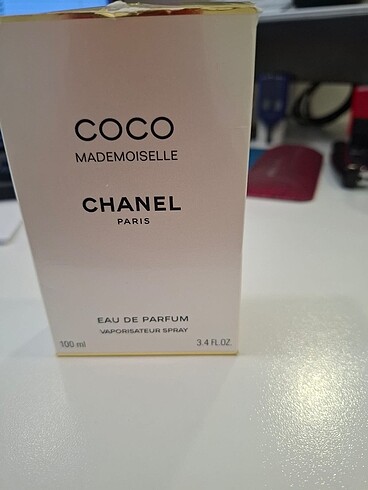 COCO
MADEMOISELLE
CHANEL
PARIS
EAU DE PARFUM
VAPORISATEUR SPRAY
100 ml 3.4 FL.OZ.